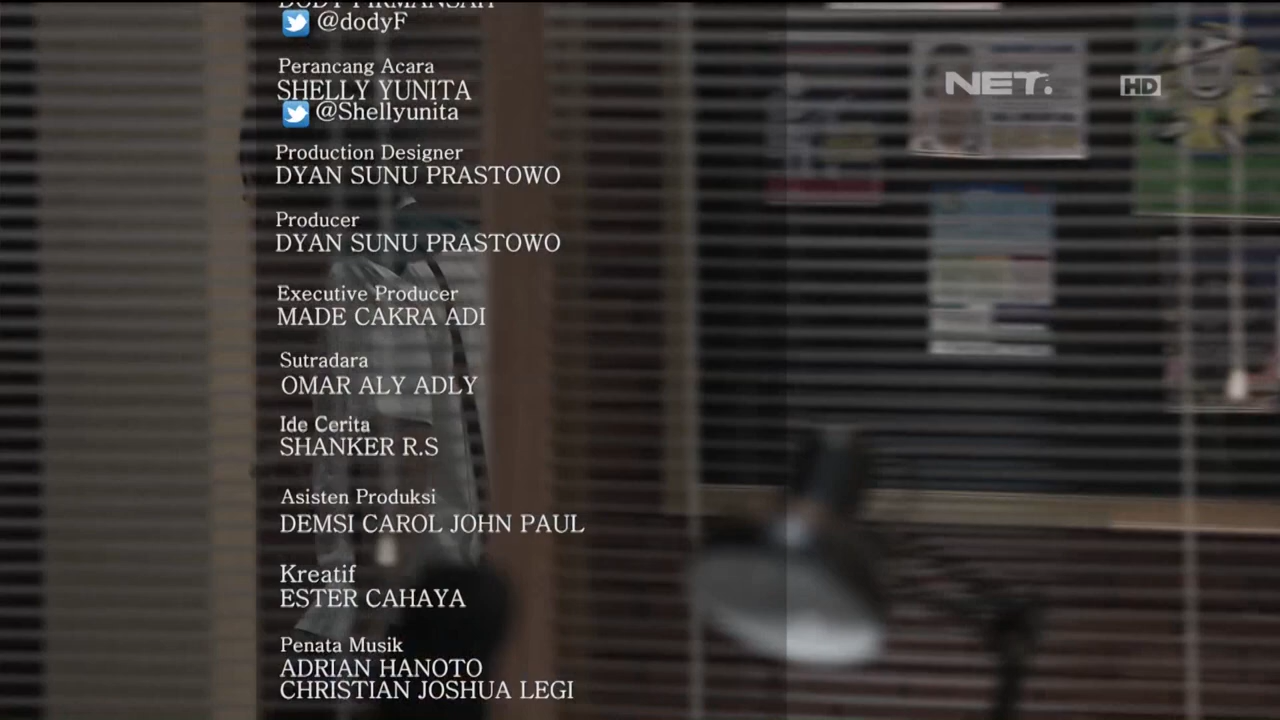 DODY FIRMANSAH
@dodyF
Perancang Acara
SHELLY YUNITA
@Shellyunita
Production Designer
DYAN SUNU PRASTOWO
Producer
DYAN SUNU PRASTOWO
Executive Producer
MADE CAKRA ADI
Sutradara
OMAR ALY ADLY
Ide Cerita
SHANKER R.S
Asisten Produksi
DEMSI CAROL JOHN PAUL
Kreatif
ESTER CAHAYA
Penata Musik
ADRIAN HANOTO
CHRISTIAN JOSHUA LEGI
NET.
HD